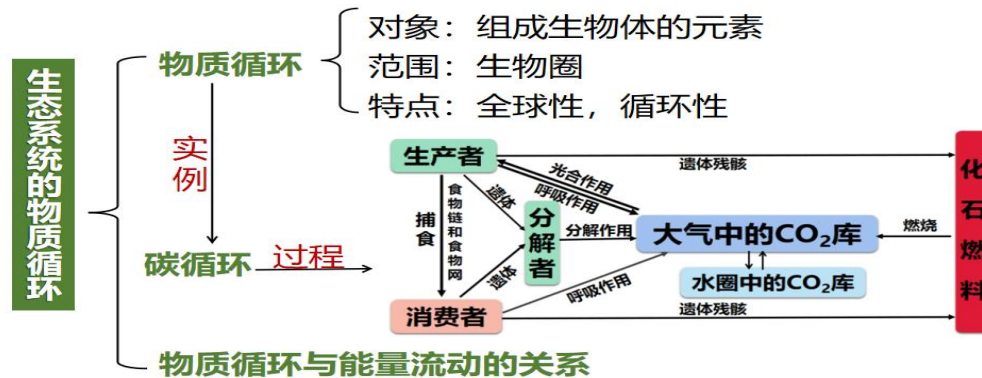 生态系统的物质循环
物质循环
对象：组成生物体的元素
范围：生物圈
特点：全球性，循环性
实例
碳循环
过程
生产者
遗体残骸
光合作用
呼吸作用
捕食
食物链和食物网
遗体
分解者
分解作用
大气中的CO₂库
燃烧
化石燃料
遗体
呼吸作用
水圈中的CO₂库
消费者
遗体残骸
物质循环与能量流动的关系